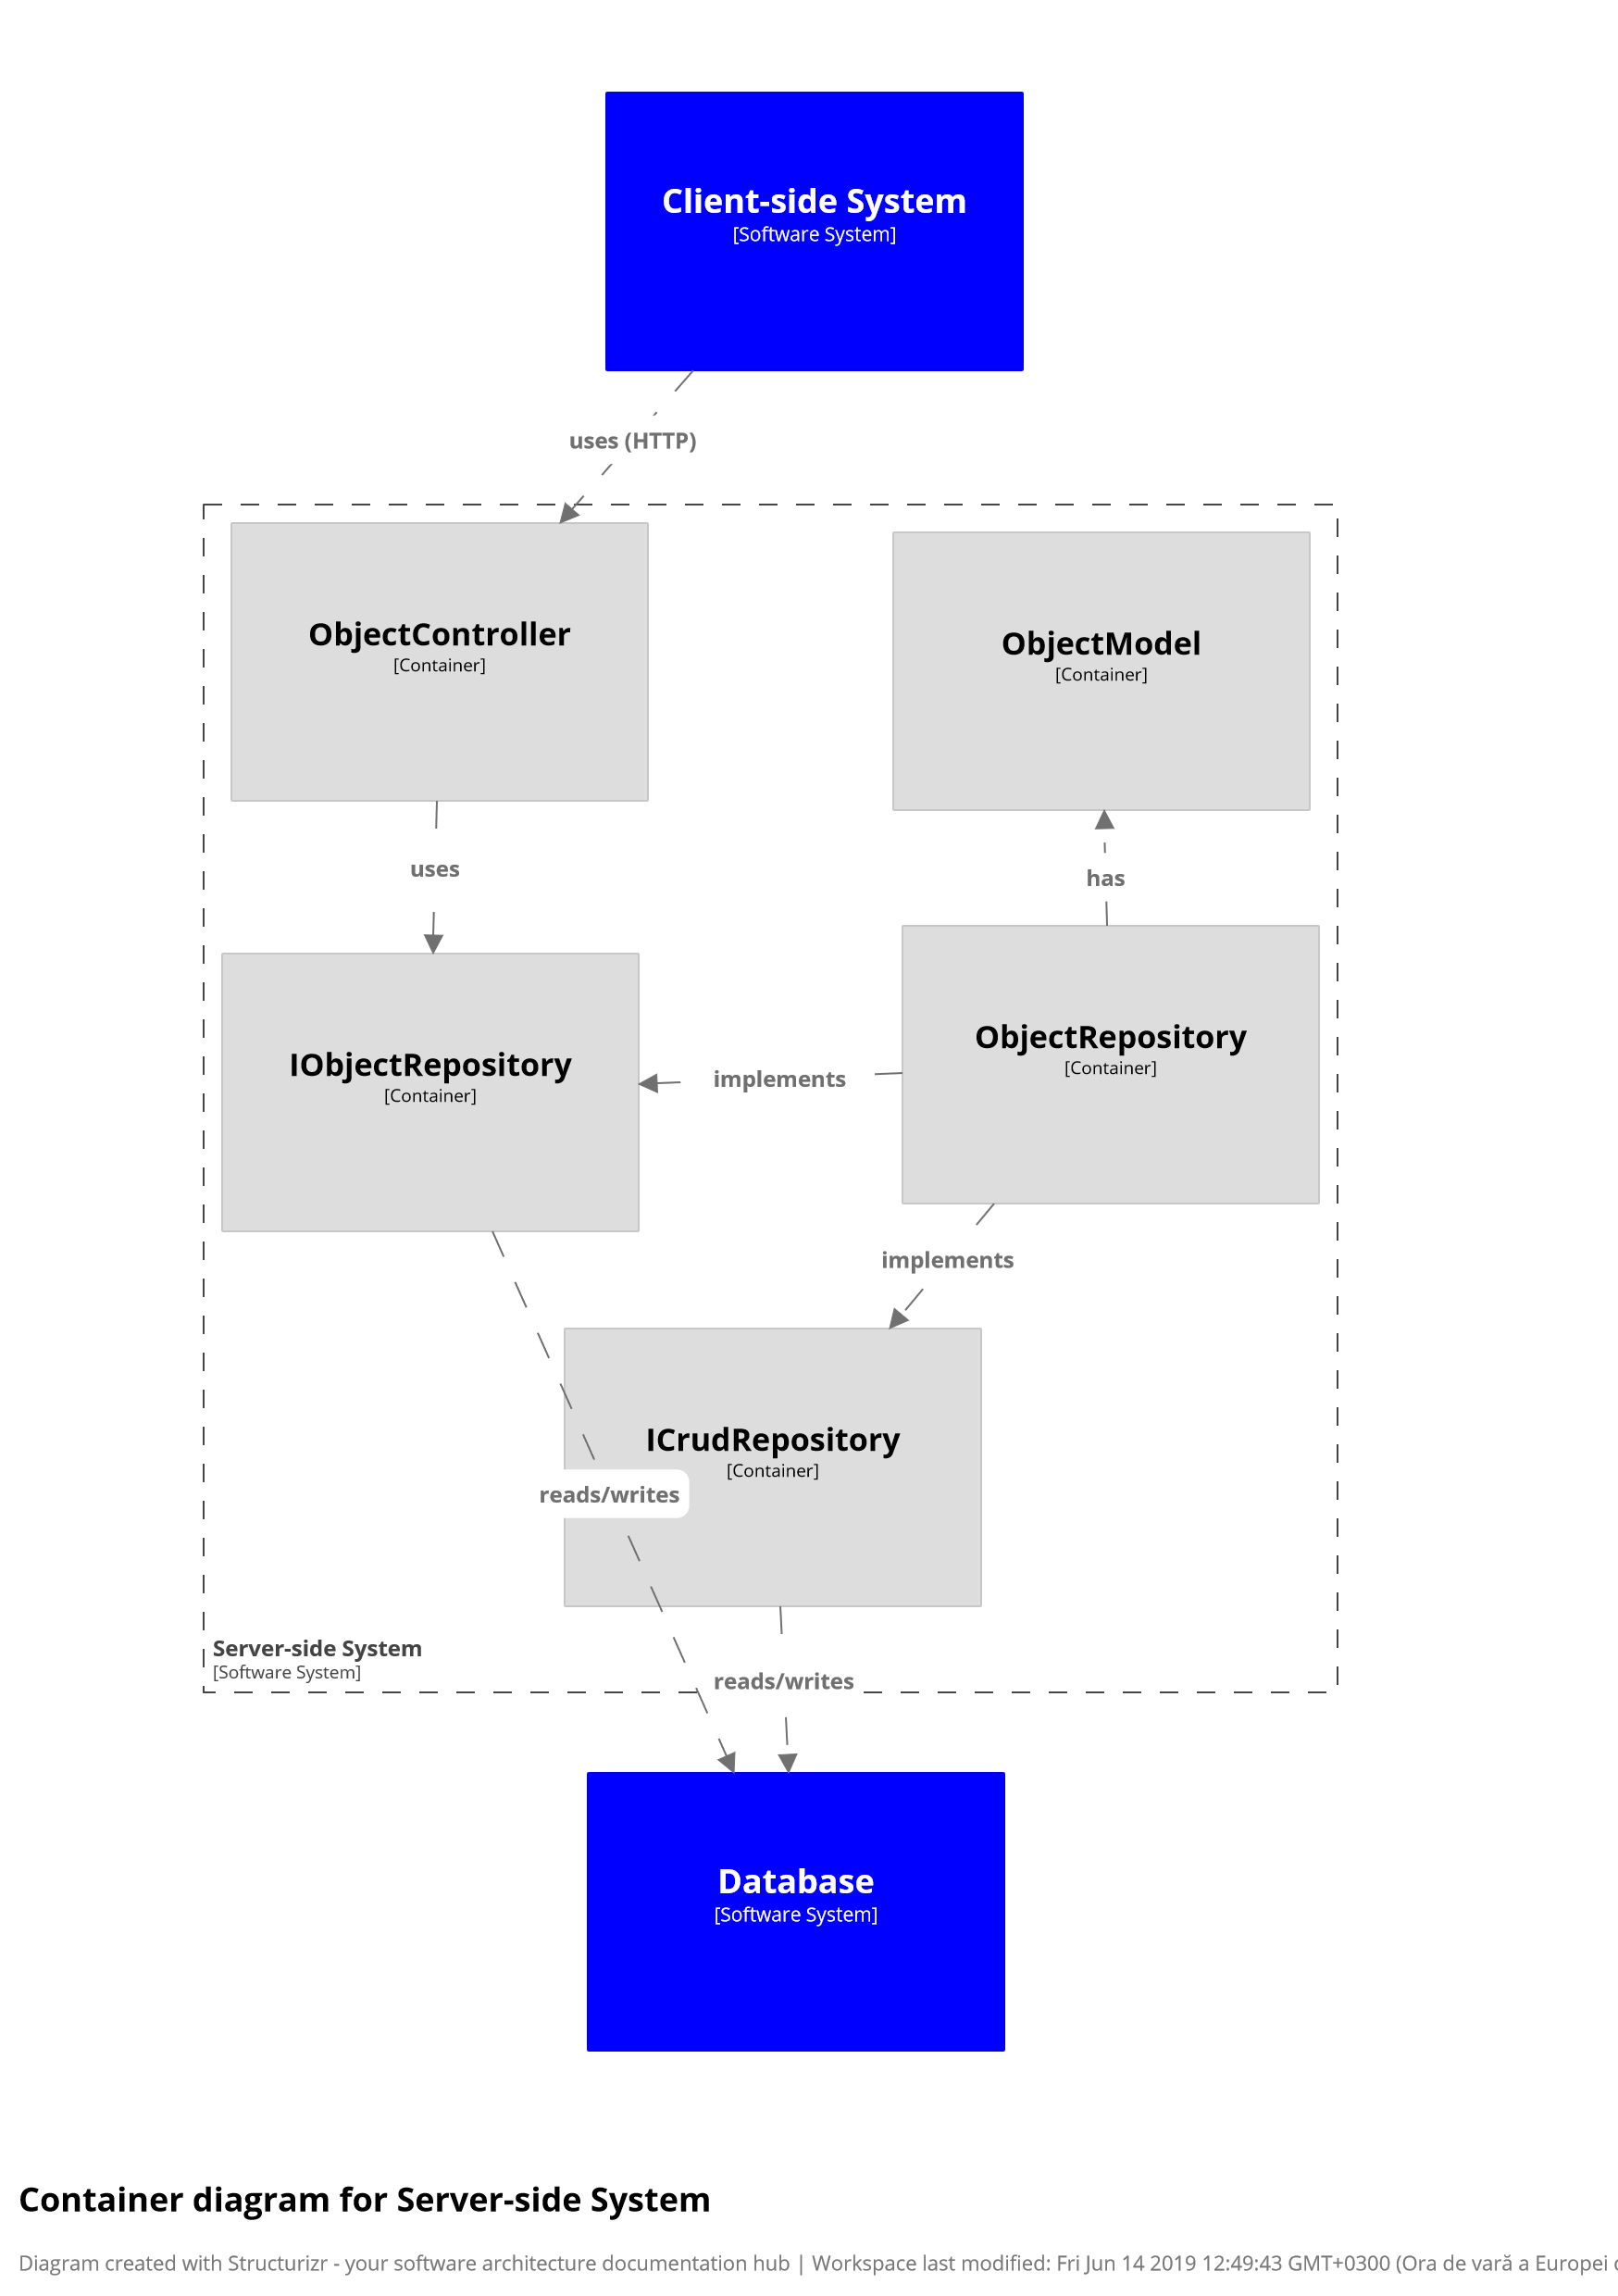 Client-side System
[Software System]
uses (HTTP)
ObjectController
[Container]
ObjectModel
[Container]
uses
has
IObjectRepository
[Container]
ObjectRepository
[Container]
implements
implements
ICrudRepository
[Container]
reads/writes
Server-side System
[Software System]
reads/writes
Database
[Software System]
Container diagram for Server-side System
Diagram created with Structurizr - your software architecture documentation hub | Workspace last modified: Fri Jun 14 2019 12:49:43 GMT+0300 (Ora de vară a Europei